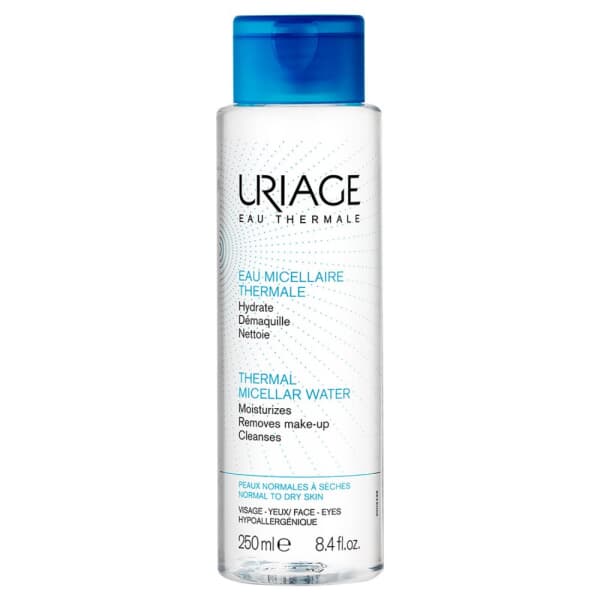 URIAGE
EAU THERMALE
EAU MICELLAIRE
THERMALE
Hydrate
Démaquille
Nettoie
THERMAL
MICELLAR WATER
Moisturizes
Removes make-up
Cleanses
PEAUX NORMALES À SÈCHES
NORMAL TO DRY SKIN
VISAGE - YEUX/ FACE - EYES
HYPOALLERGÉNIQUE
250 ml e 8.4 fl.oz.